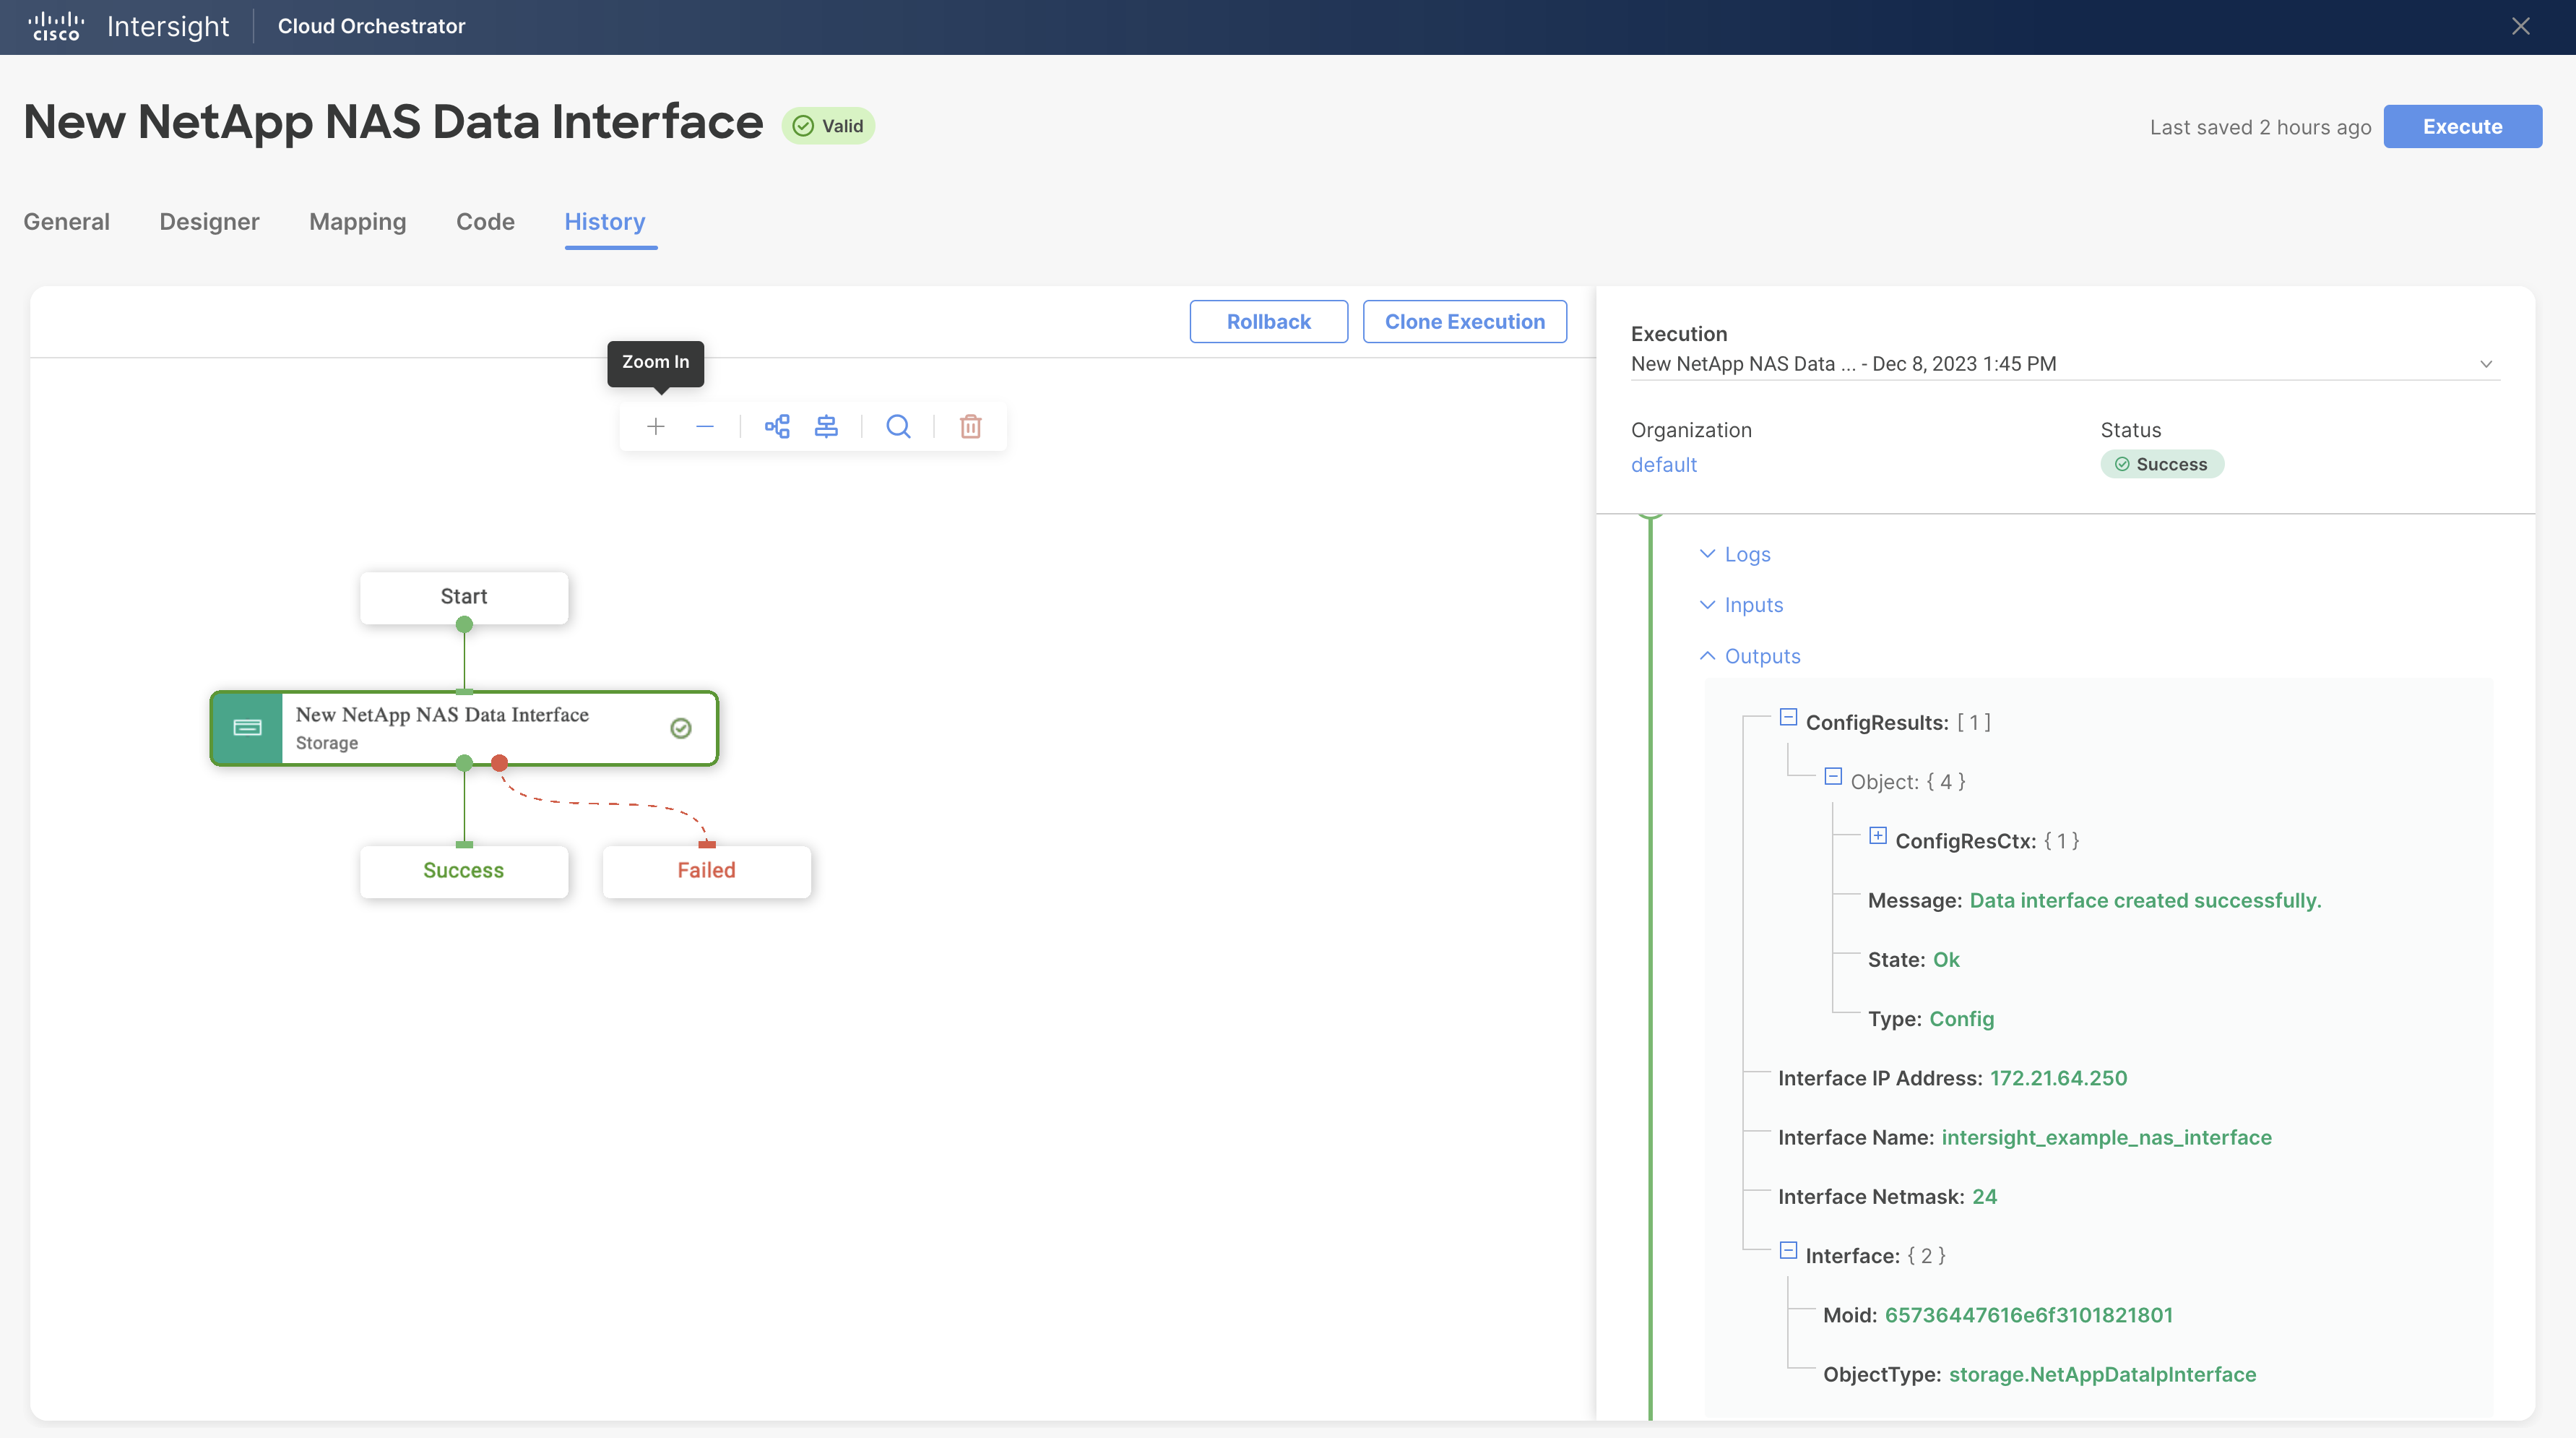 cisco Intersight Cloud Orchestrator
New NetApp NAS Data Interface Valid
Last saved 2 hours ago Execute
General Designer Mapping Code History
Rollback Clone Execution
Zoom In
Start
New NetApp NAS Data Interface
Storage
Success Failed
Execution
New NetApp NAS Data ... - Dec 8, 2023 1:45 PM
Organization Status
default Success
Logs
Inputs
Outputs
ConfigResults: [ 1 ]
Object: { 4 }
ConfigResCtx: { 1 }
Message: Data interface created successfully.
State: Ok
Type: Config
Interface IP Address: 172.21.64.250
Interface Name: intersight_example_nas_interface
Interface Netmask: 24
Interface: { 2 }
Moid: 65736447616e6f3101821801
ObjectType: storage.NetAppDataIpInterface